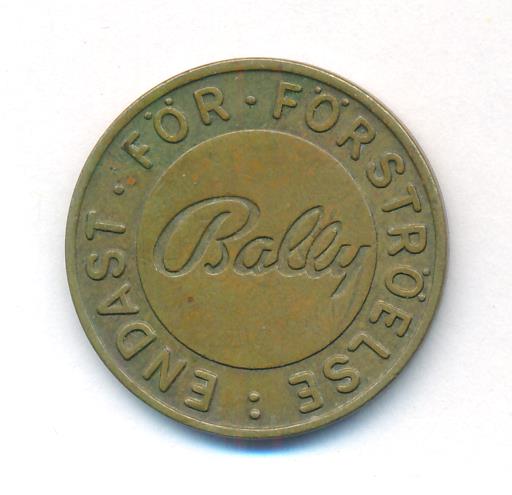 ENDAST · FÖR · FÖRSTRÖELSE :
Bally